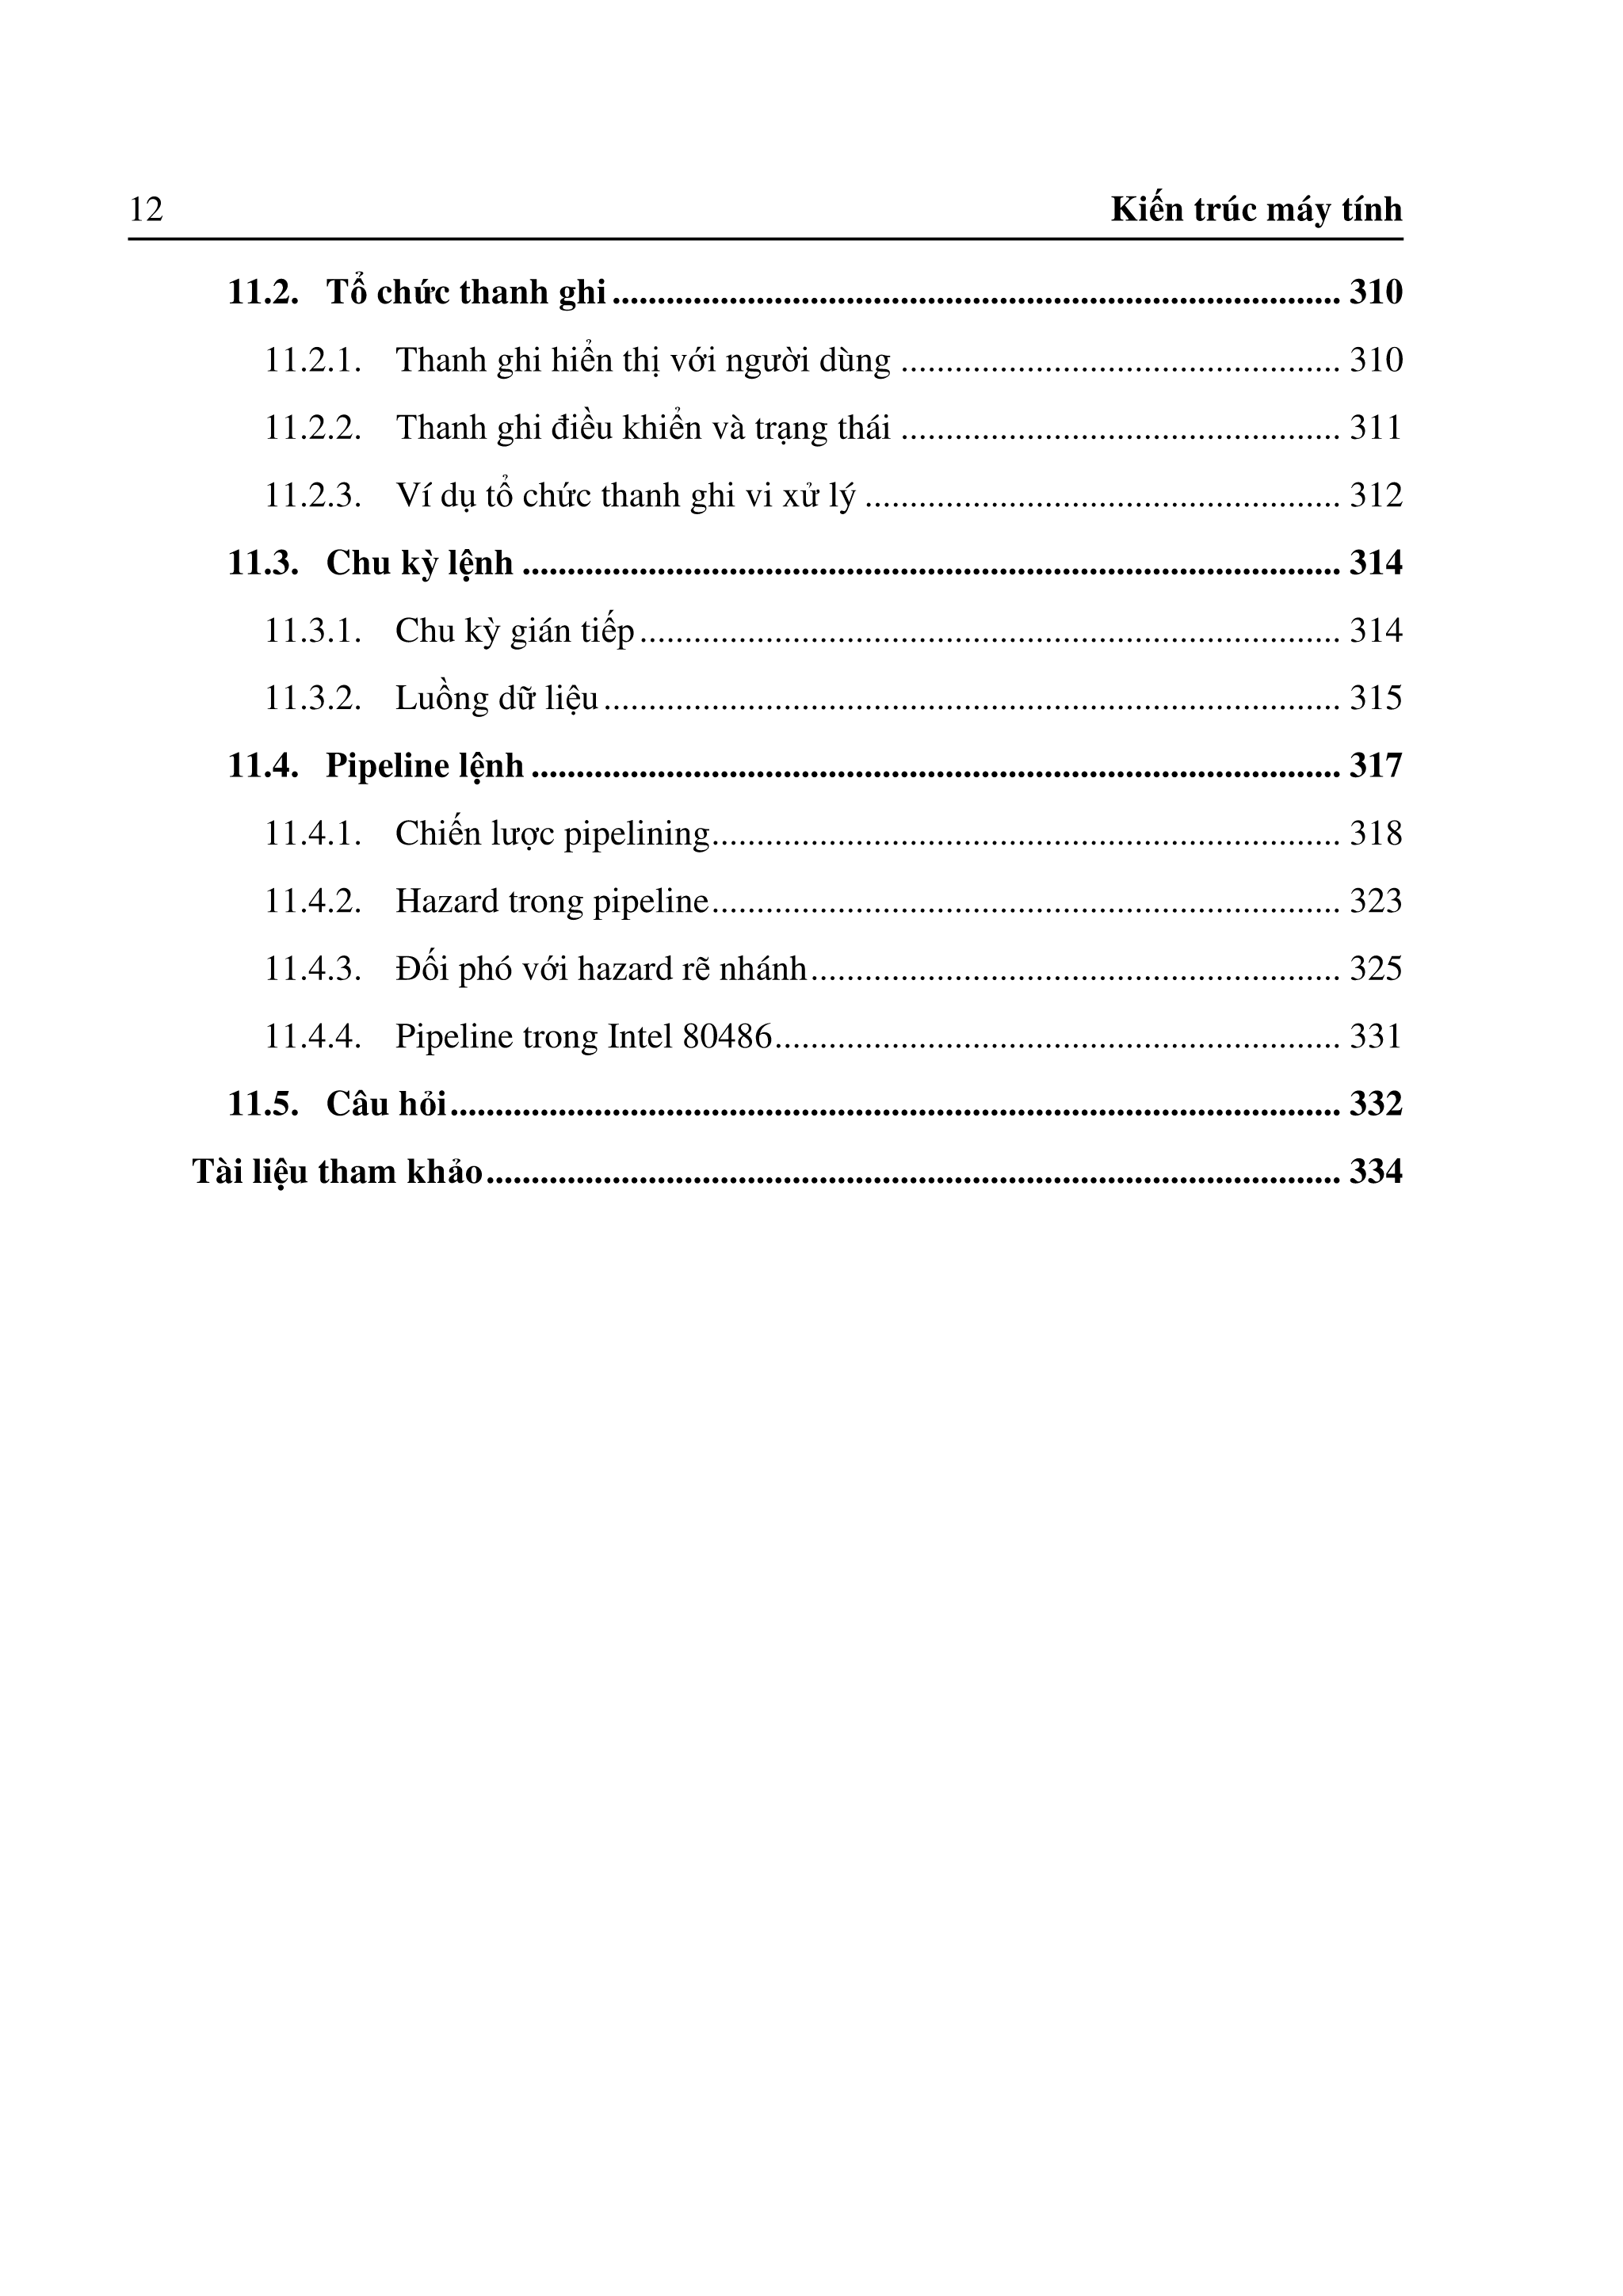 12 Kiến trúc máy tính
11.2. Tổ chức thanh ghi ................................................................................. 310
11.2.1. Thanh ghi hiển thị với người dùng ................................................. 310
11.2.2. Thanh ghi điều khiển và trạng thái ................................................. 311
11.2.3. Ví dụ tổ chức thanh ghi vi xử lý ..................................................... 312
11.3. Chu kỳ lệnh ........................................................................................... 314
11.3.1. Chu kỳ gián tiếp .............................................................................. 314
11.3.2. Luồng dữ liệu .................................................................................. 315
11.4. Pipeline lệnh .......................................................................................... 317
11.4.1. Chiến lược pipelining...................................................................... 318
11.4.2. Hazard trong pipeline...................................................................... 323
11.4.3. Đối phó với hazard rẽ nhánh........................................................... 325
11.4.4. Pipeline trong Intel 80486............................................................... 331
11.5. Câu hỏi................................................................................................... 332
Tài liệu tham khảo............................................................................................... 334